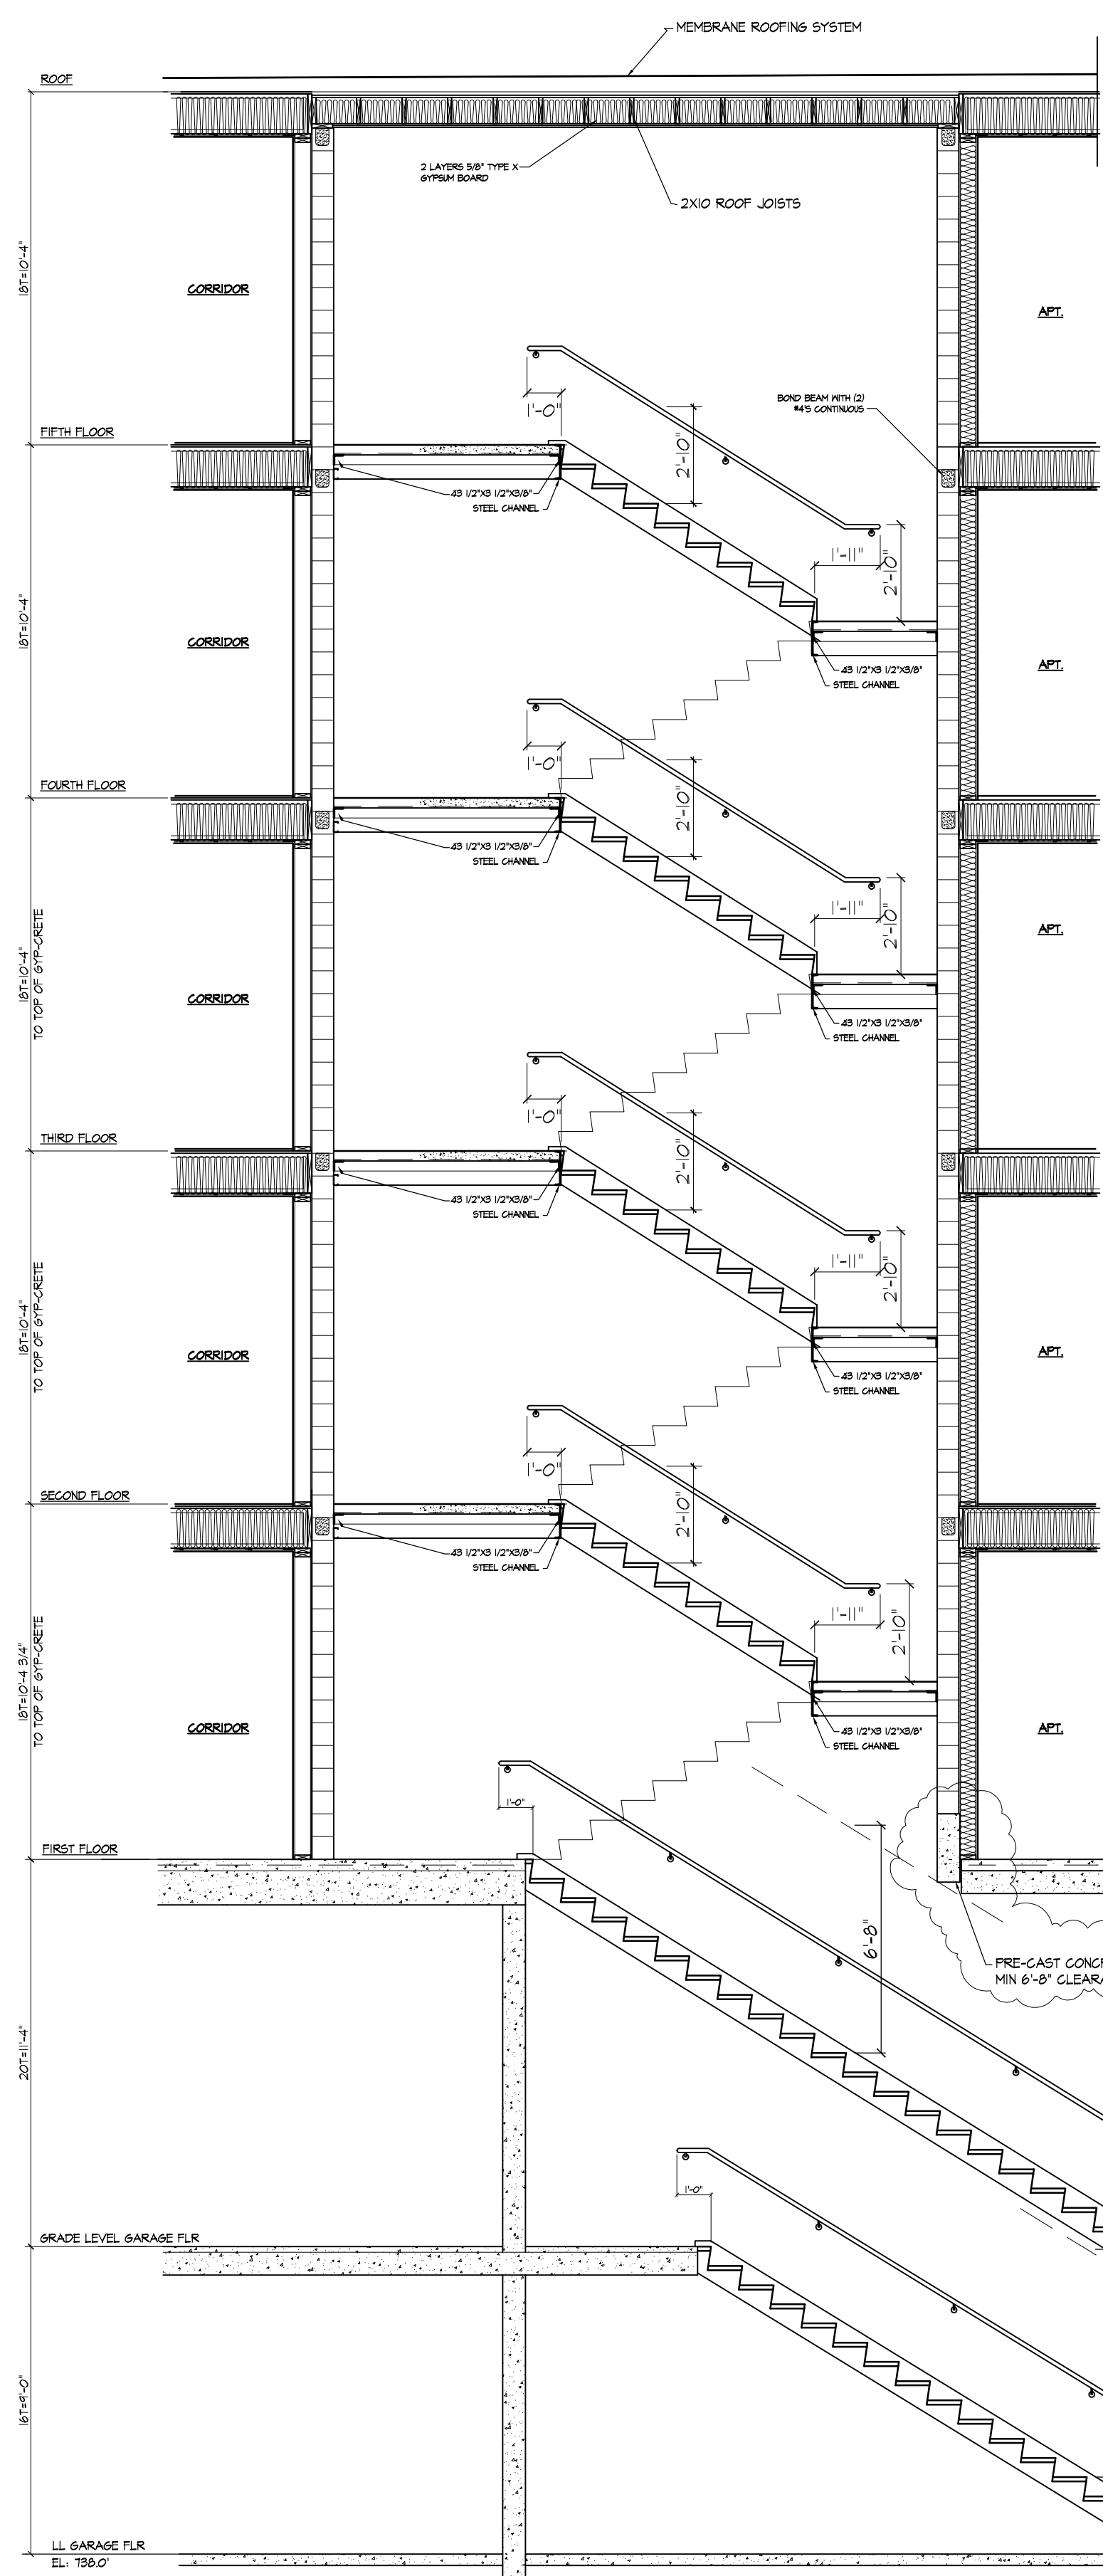 MEMBRANE ROOFING SYSTEM
ROOF
2 LAYERS 5/8" TYPE X
GYPSUM BOARD
2X10 ROOF JOISTS
18T=10'-4"
CORRIDOR
APT.
BOND BEAM WITH (2)
#4'S CONTINUOUS
1'-0"
2'-10"
FIFTH FLOOR
43 1/2"X3 1/2"X3/8"
STEEL CHANNEL
1'-11"
2'-10"
18T=10'-4"
CORRIDOR
APT.
43 1/2"X3 1/2"X3/8"
STEEL CHANNEL
1'-0"
2'-10"
FOURTH FLOOR
43 1/2"X3 1/2"X3/8"
STEEL CHANNEL
1'-11"
2'-10"
APT.
18T=10'-4"
TO TOP OF GYP-CRETE
CORRIDOR
43 1/2"X3 1/2"X3/8"
STEEL CHANNEL
1'-0"
2'-10"
THIRD FLOOR
43 1/2"X3 1/2"X3/8"
STEEL CHANNEL
1'-11"
2'-10"
18T=10'-4"
TO TOP OF GYP-CRETE
CORRIDOR
APT.
43 1/2"X3 1/2"X3/8"
STEEL CHANNEL
1'-0"
2'-10"
SECOND FLOOR
43 1/2"X3 1/2"X3/8"
STEEL CHANNEL
1'-11"
2'-10"
18T=10'-4 3/4"
TO TOP OF GYP-CRETE
CORRIDOR
APT.
43 1/2"X3 1/2"X3/8"
STEEL CHANNEL
1'-0"
FIRST FLOOR
6'-8"
PRE-CAST CONC
MIN 6'-8" CLEARA
20T=11'-4"
1'-0"
GRADE LEVEL GARAGE FLR
16T=9'-0"
LL GARAGE FLR
EL: 738.0'